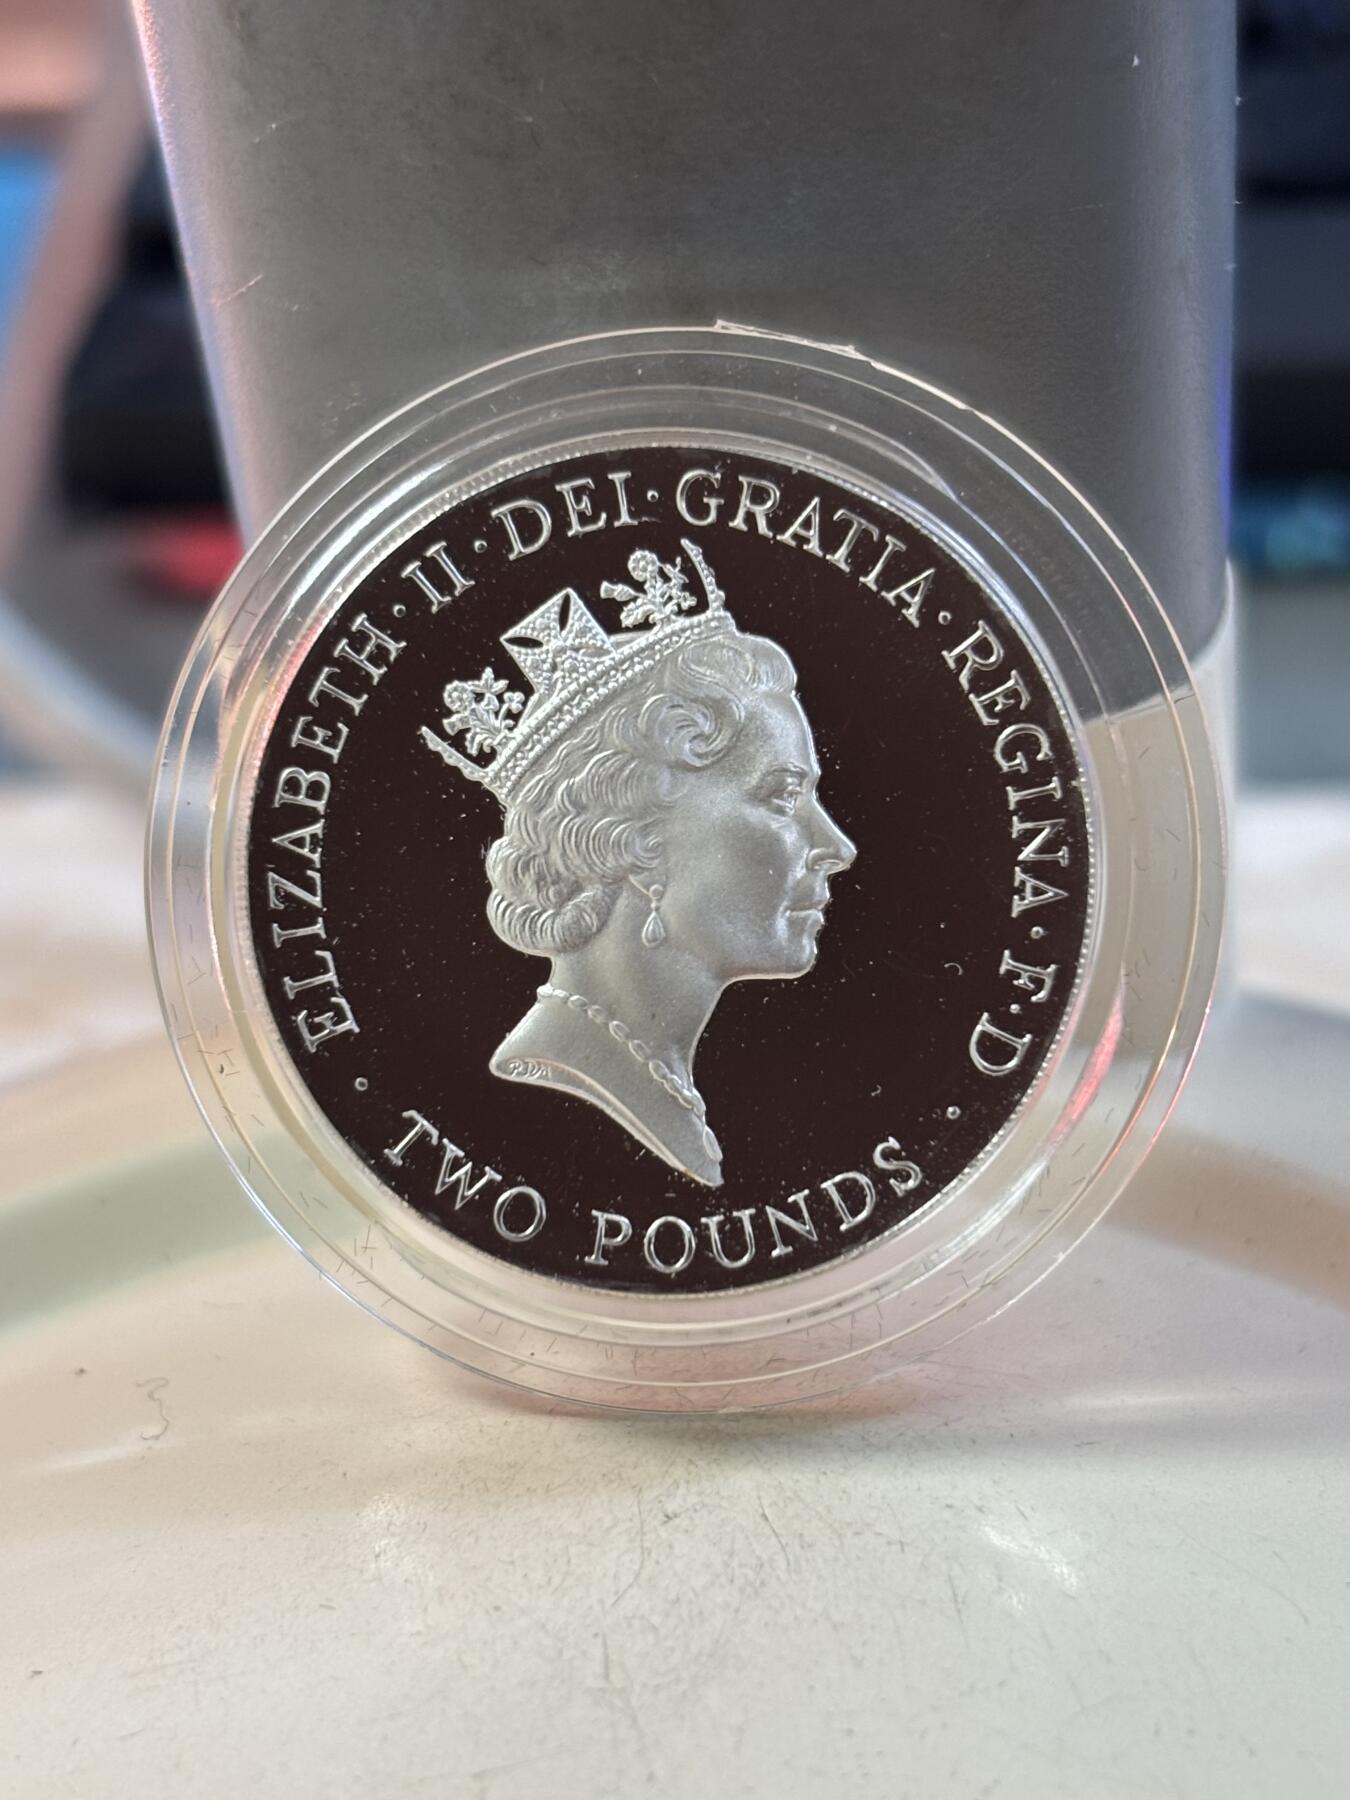 ELIZABETH · II · DEI · GRATIA · REGINA · F · D
· TWO POUNDS ·
RDM